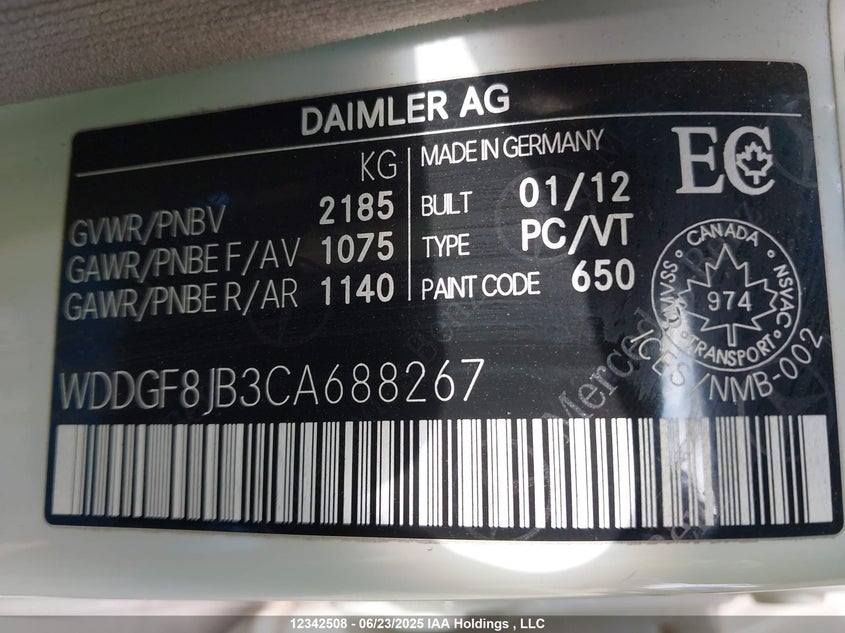 DAIMLER AG
KG
GVWR/PNBV 2185
GAWR/PNBE F/AV 1075
GAWR/PNBE R/AR 1140
MADE IN GERMANY
BUILT 01/12
TYPE PC/VT
PAINT CODE 650
EC
CANADA
974
TRANSPORT
NSVAC
CMVSS
ICES/NMB-002
WDDGF8JB3CA688267
12342508 - 06/23/2025 IAA Holdings , LLC